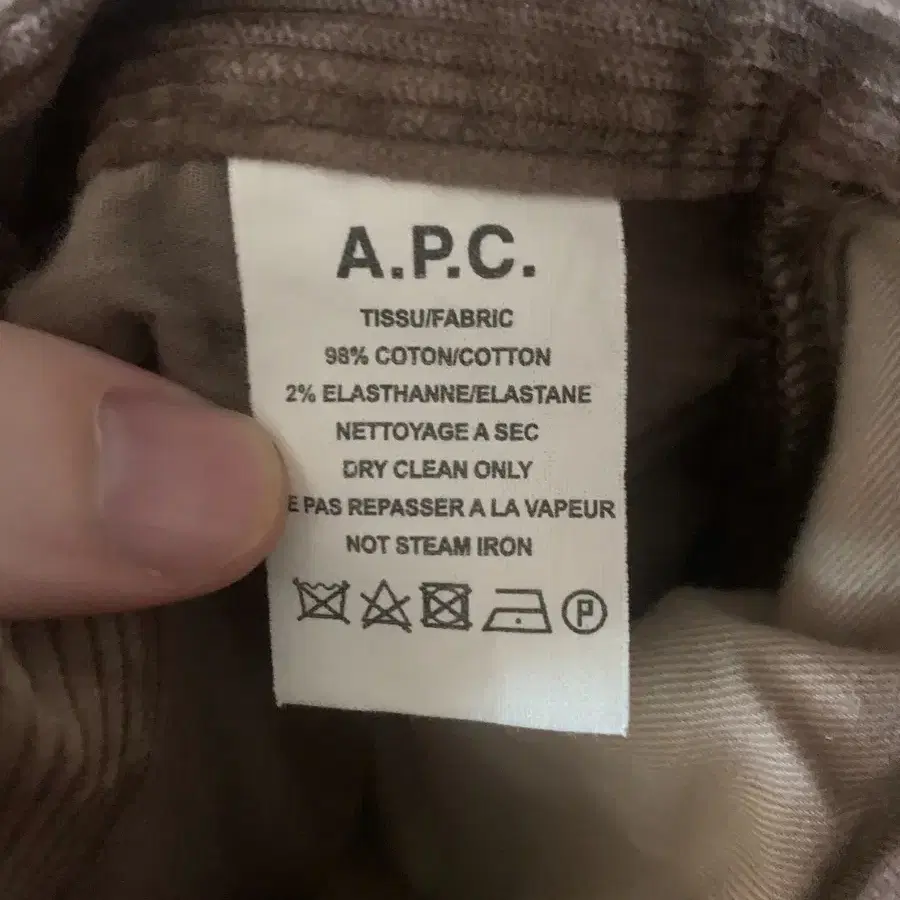 A.P.C.
TISSU/FABRIC
98% COTON/COTTON
2% ELASTHANNE/ELASTANE
NETTOYAGE A SEC
DRY CLEAN ONLY
E PAS REPASSER A LA VAPEUR
NOT STEAM IRON
P